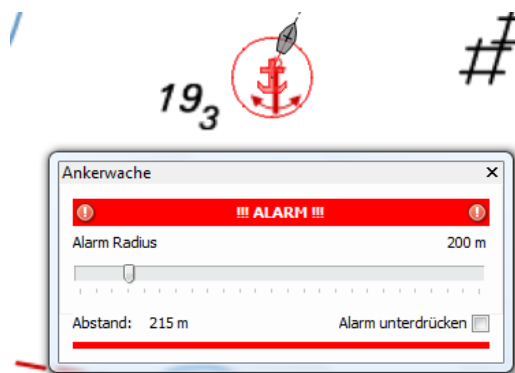 19₃
Ankerwache
!!! ALARM !!!
Alarm Radius 200 m
Abstand: 215 m Alarm unterdrücken